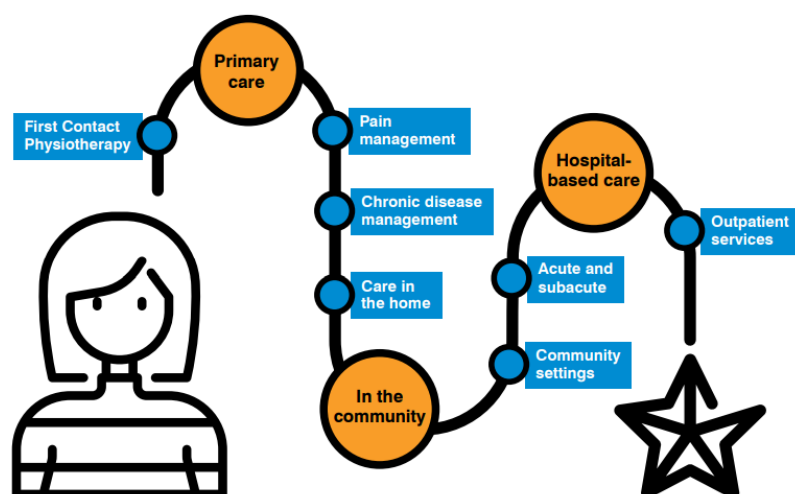 Primary
care
First Contact
Physiotherapy
Pain
management
Chronic disease
management
Care in
the home
In the
community
Community
settings
Acute and
subacute
Hospital-
based care
Outpatient
services